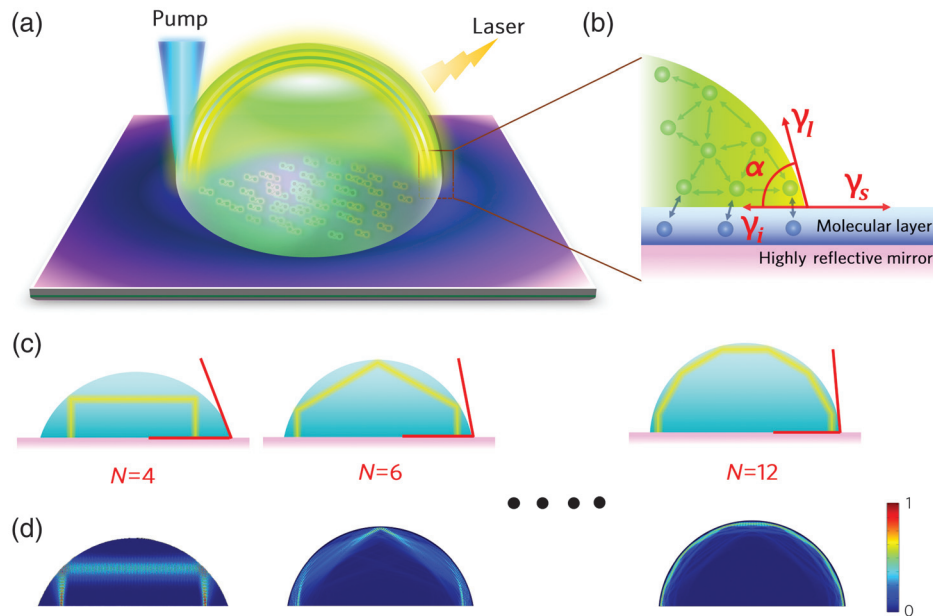 (a)
Pump
Laser
(b)
γl
α
γs
γi
Molecular layer
Highly reflective mirror
(c)
N=4
N=6
N=12
(d)
1
0